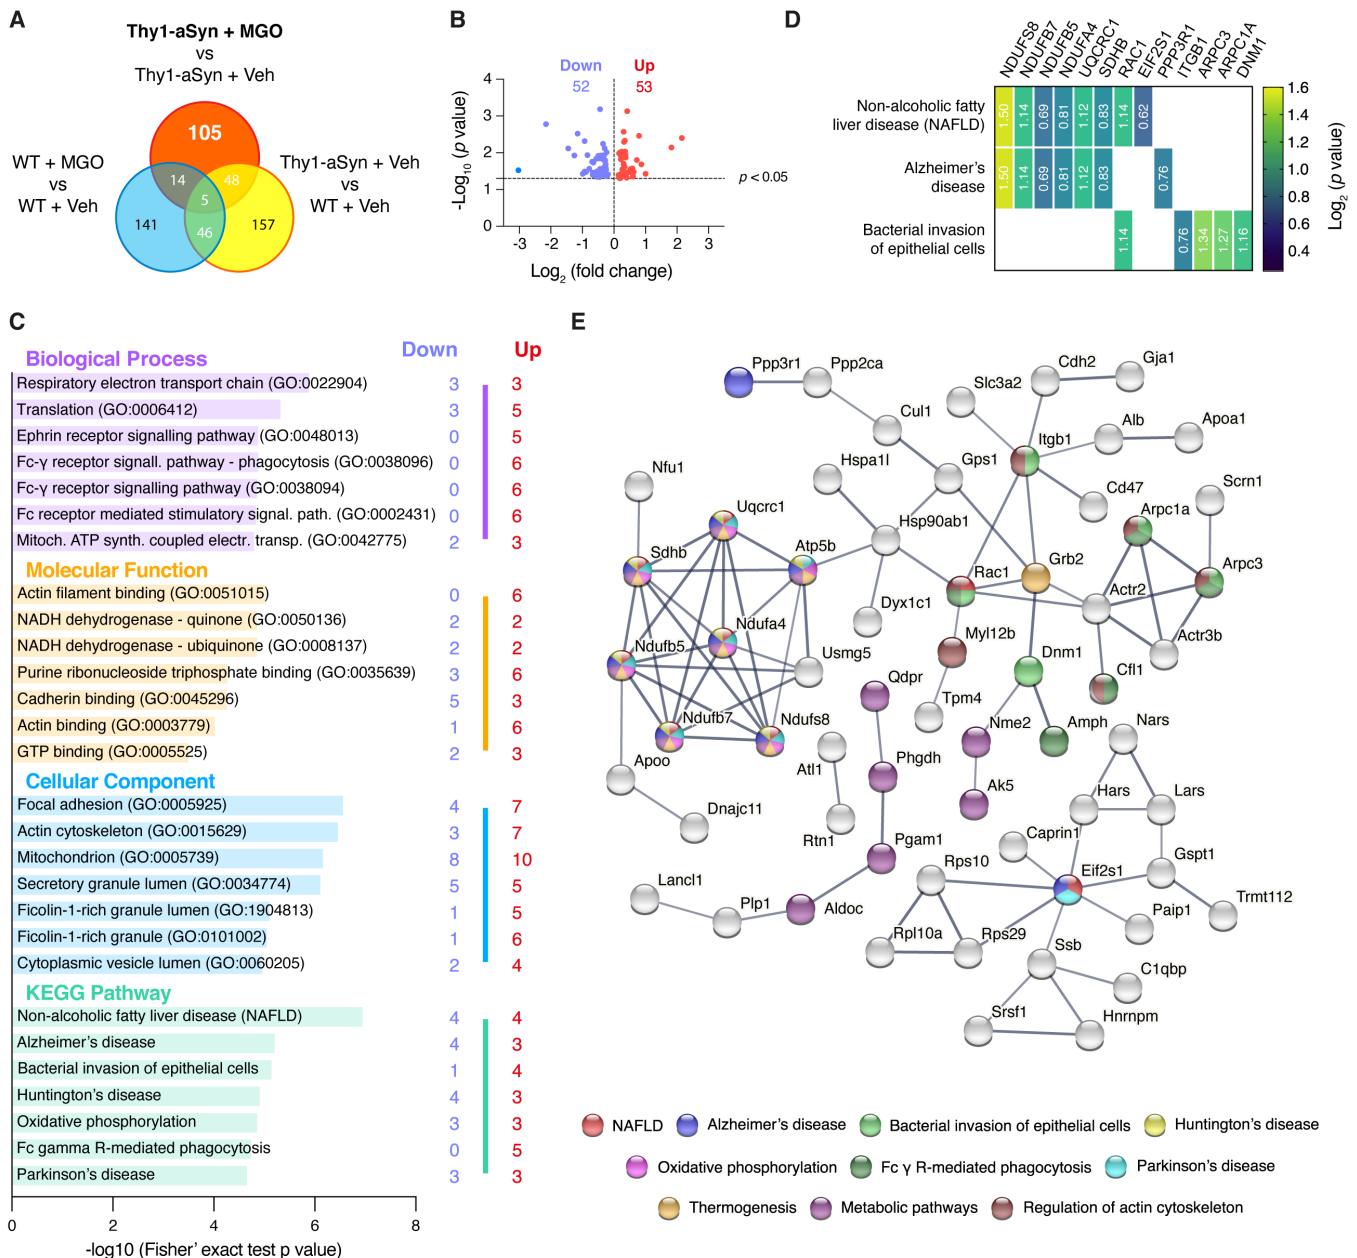 A
Thy1-aSyn + MGO
vs
Thy1-aSyn + Veh
105
WT + MGO
vs
WT + Veh
Thy1-aSyn + Veh
vs
WT + Veh
14
48
5
141
46
157
B
Down
52
Up
53
-Log10 (p value)
4
3
2
1
0
p < 0.05
-3
-2
-1
0
1
2
3
Log2 (fold change)
D
NDUFS8
NDUFB7
NDUFB5
NDUFA4
UQCRC1
SDHB
RAC1
EIF2S1
PPP3R1
ITGB1
ARPC3
ARPC1A
DNM1
Non-alcoholic fatty
liver disease (NAFLD)
1.50 1.14 0.69 0.81 1.12 0.83 1.14 0.62
Alzheimer's
disease
1.50 1.14 0.69 0.81 1.12 0.83 0.76
Bacterial invasion
of epithelial cells
1.14 0.76 1.34 1.27 1.16
1.6
1.4
1.2
1.0
0.8
0.6
0.4
Log2 (p value)
C
Down Up
Biological Process
Respiratory electron transport chain (GO:0022904) 3 3
Translation (GO:0006412) 3 5
Ephrin receptor signalling pathway (GO:0048013) 0 5
Fc-γ receptor signall. pathway - phagocytosis (GO:0038096) 0 6
Fc-γ receptor signalling pathway (GO:0038094) 0 6
Fc receptor mediated stimulatory signal. path. (GO:0002431) 0 6
Mitoch. ATP synth. coupled electr. transp. (GO:0042775) 2 3
Molecular Function
Actin filament binding (GO:0051015) 0 6
NADH dehydrogenase - quinone (GO:0050136) 2 2
NADH dehydrogenase - ubiquinone (GO:0008137) 2 2
Purine ribonucleoside triphosphate binding (GO:0035639) 3 6
Cadherin binding (GO:0045296) 5 3
Actin binding (GO:0003779) 1 6
GTP binding (GO:0005525) 2 3
Cellular Component
Focal adhesion (GO:0005925) 4 7
Actin cytoskeleton (GO:0015629) 3 7
Mitochondrion (GO:0005739) 8 10
Secretory granule lumen (GO:0034774) 5 5
Ficolin-1-rich granule lumen (GO:1904813) 1 5
Ficolin-1-rich granule (GO:0101002) 1 6
Cytoplasmic vesicle lumen (GO:0060205) 2 4
KEGG Pathway
Non-alcoholic fatty liver disease (NAFLD) 4 4
Alzheimer's disease 4 3
Bacterial invasion of epithelial cells 1 4
Huntington's disease 4 3
Oxidative phosphorylation 3 3
Fc gamma R-mediated phagocytosis 0 5
Parkinson's disease 3 3
0 2 4 6 8
-log10 (Fisher' exact test p value)
E
Ppp3r1
Ppp2ca
Cdh2
Gja1
Slc3a2
Cul1
Itgb1
Alb
Apoa1
Nfu1
Hspa1l
Gps1
Cd47
Scrn1
Uqcrc1
Hsp90ab1
Arpc1a
Sdhb
Atp5b
Rac1
Grb2
Arpc3
Actr2
Dyx1c1
Ndufa4
Ndufb5
Usmg5
Myl12b
Actr3b
Dnm1
Cfl1
Qdpr
Tpm4
Ndufb7
Ndufs8
Nme2
Amph
Nars
Apoo
Atl1
Phgdh
Ak5
Hars
Lars
Dnajc11
Rtn1
Pgam1
Caprin1
Rps10
Eif2s1
Gspt1
Lancl1
Plp1
Aldoc
Trmt112
Paip1
Rpl10a
Rps29
Ssb
C1qbp
Srsf1
Hnrnpm
NAFLD
Alzheimer's disease
Bacterial invasion of epithelial cells
Huntington's disease
Oxidative phosphorylation
Fc γ R-mediated phagocytosis
Parkinson's disease
Thermogenesis
Metabolic pathways
Regulation of actin cytoskeleton